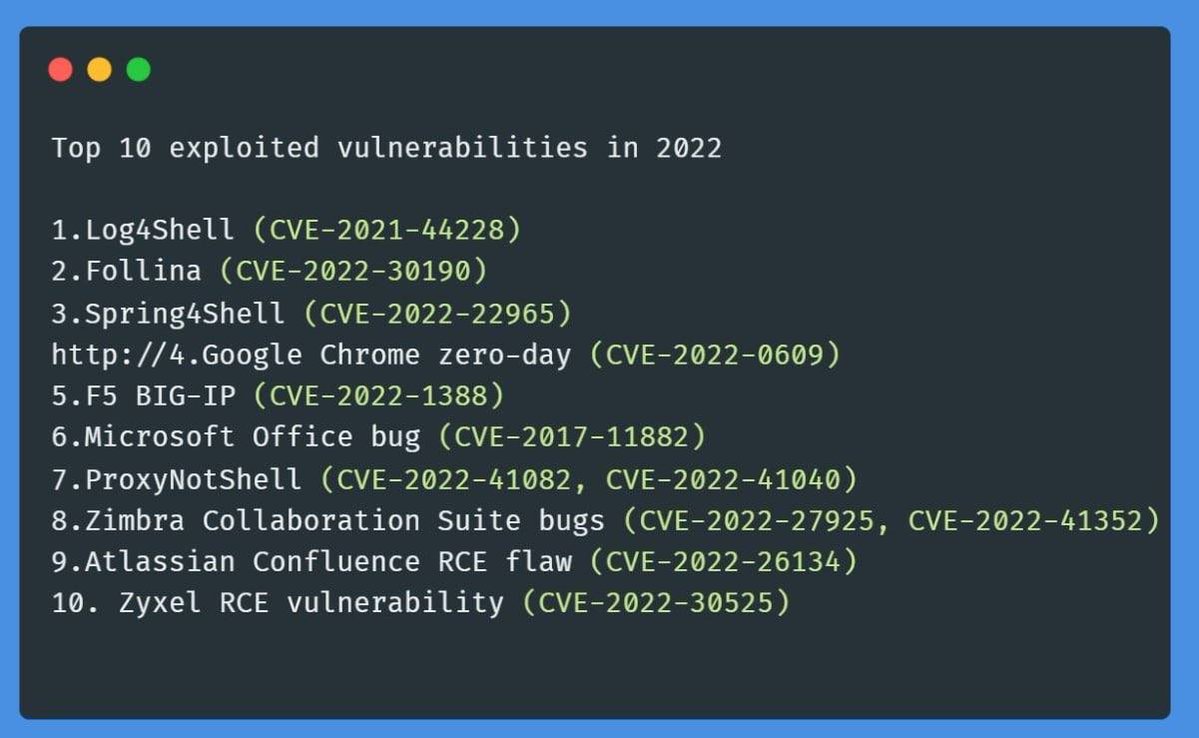 Top 10 exploited vulnerabilities in 2022
1.Log4Shell (CVE-2021-44228)
2.Follina (CVE-2022-30190)
3.Spring4Shell (CVE-2022-22965)
http://4.Google Chrome zero-day (CVE-2022-0609)
5.F5 BIG-IP (CVE-2022-1388)
6.Microsoft Office bug (CVE-2017-11882)
7.ProxyNotShell (CVE-2022-41082, CVE-2022-41040)
8.Zimbra Collaboration Suite bugs (CVE-2022-27925, CVE-2022-41352)
9.Atlassian Confluence RCE flaw (CVE-2022-26134)
10. Zyxel RCE vulnerability (CVE-2022-30525)